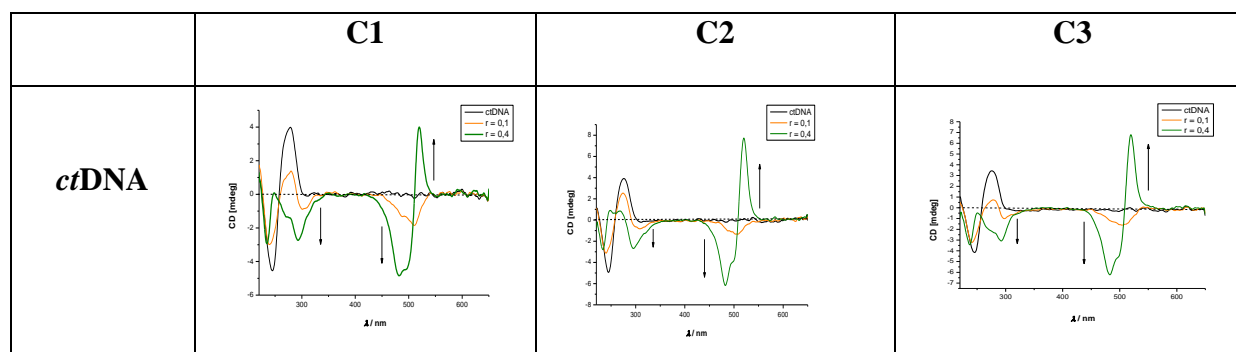 C1
C2
C3
ctDNA
ctDNA
r = 0,1
r = 0,4
CD [mdeg]
4
2
0
-2
-4
-6
300
400
500
600
λ / nm
ctDNA
r = 0,1
r = 0,4
CD [mdeg]
8
6
4
2
0
-2
-4
-6
-8
300
400
500
600
λ / nm
ctDNA
r = 0,1
r = 0,4
CD [mdeg]
8
7
6
5
4
3
2
1
0
-1
-2
-3
-4
-5
-6
-7
300
400
500
600
λ / nm